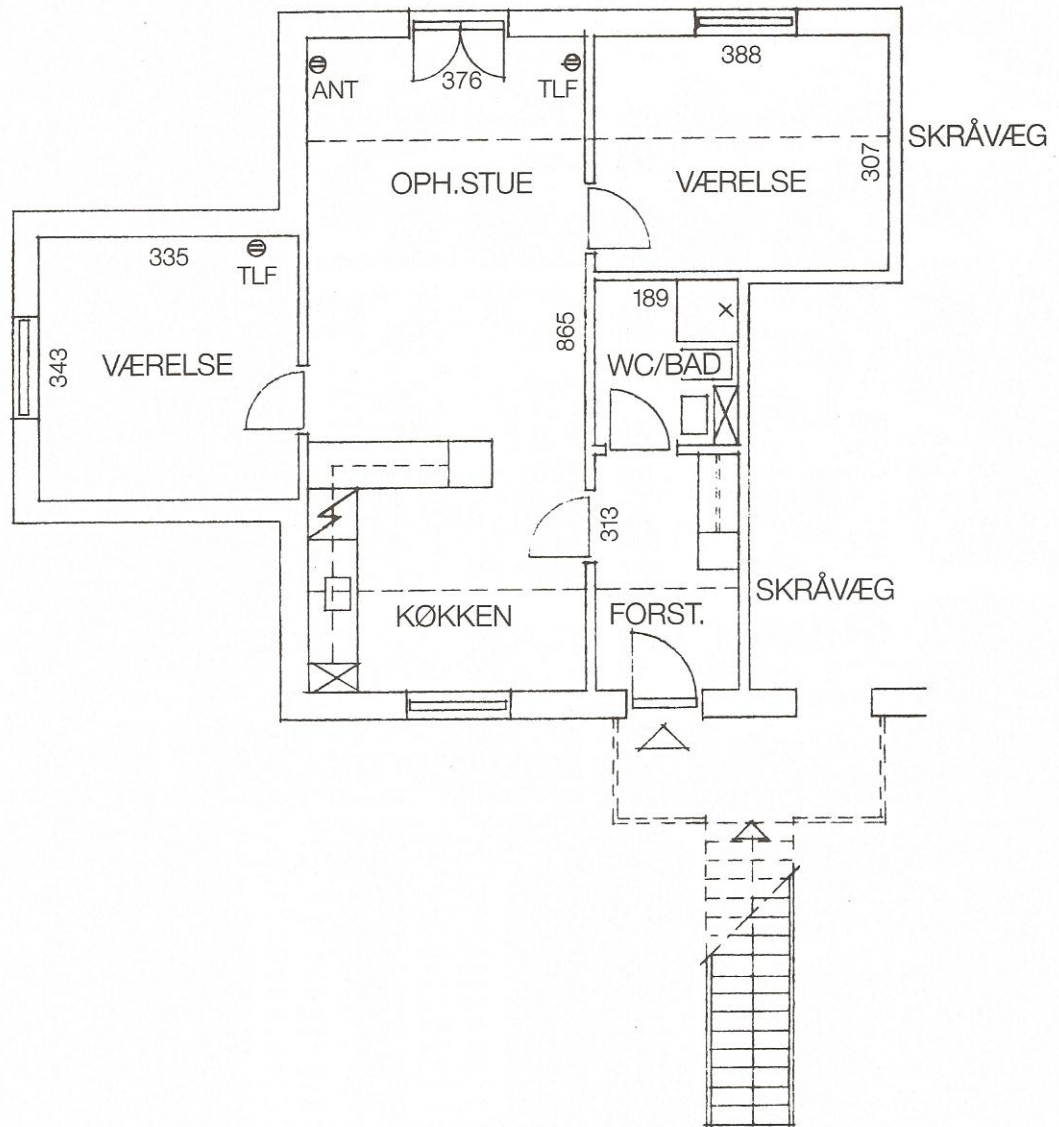 388
ANT
376
TLF
SKRÅVÆG
307
OPH.STUE
VÆRELSE
335
TLF
189
865
343
VÆRELSE
WC/BAD
313
SKRÅVÆG
KØKKEN
FORST.